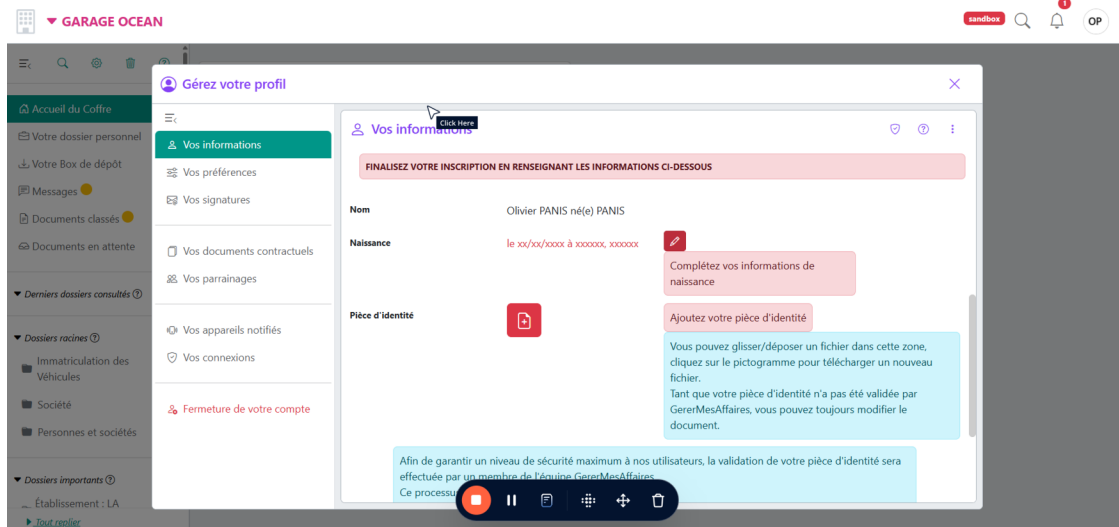 GARAGE OCEAN
sandbox
1
OP
Gérez votre profil
Click Here
Accueil du Coffre
Votre dossier personnel
Votre Box de dépôt
Messages
Documents classés
Documents en attente
Derniers dossiers consultés
Dossiers racines
Immatriculation des
Véhicules
Société
Personnes et sociétés
Dossiers importants
Établissement : LA
Tout replier
Vos informations
Vos préférences
Vos signatures
Vos documents contractuels
Vos parrainages
Vos appareils notifiés
Vos connexions
Fermeture de votre compte
Vos informations
FINALISEZ VOTRE INSCRIPTION EN RENSEIGNANT LES INFORMATIONS CI-DESSOUS
Nom
Olivier PANIS né(e) PANIS
Naissance
le xx/xx/xxxx à xxxxxx, xxxxxx
Complétez vos informations de
naissance
Pièce d'identité
Ajoutez votre pièce d'identité
Vous pouvez glisser/déposer un fichier dans cette zone,
cliquez sur le pictogramme pour télécharger un nouveau
fichier.
Tant que votre pièce d'identité n'a pas été validée par
GererMesAffaires, vous pouvez toujours modifier le
document.
Afin de garantir un niveau de sécurité maximum à nos utilisateurs, la validation de votre pièce d'identité sera
effectuée par un membre de l'équipe GererMesAffaires.
Ce processus